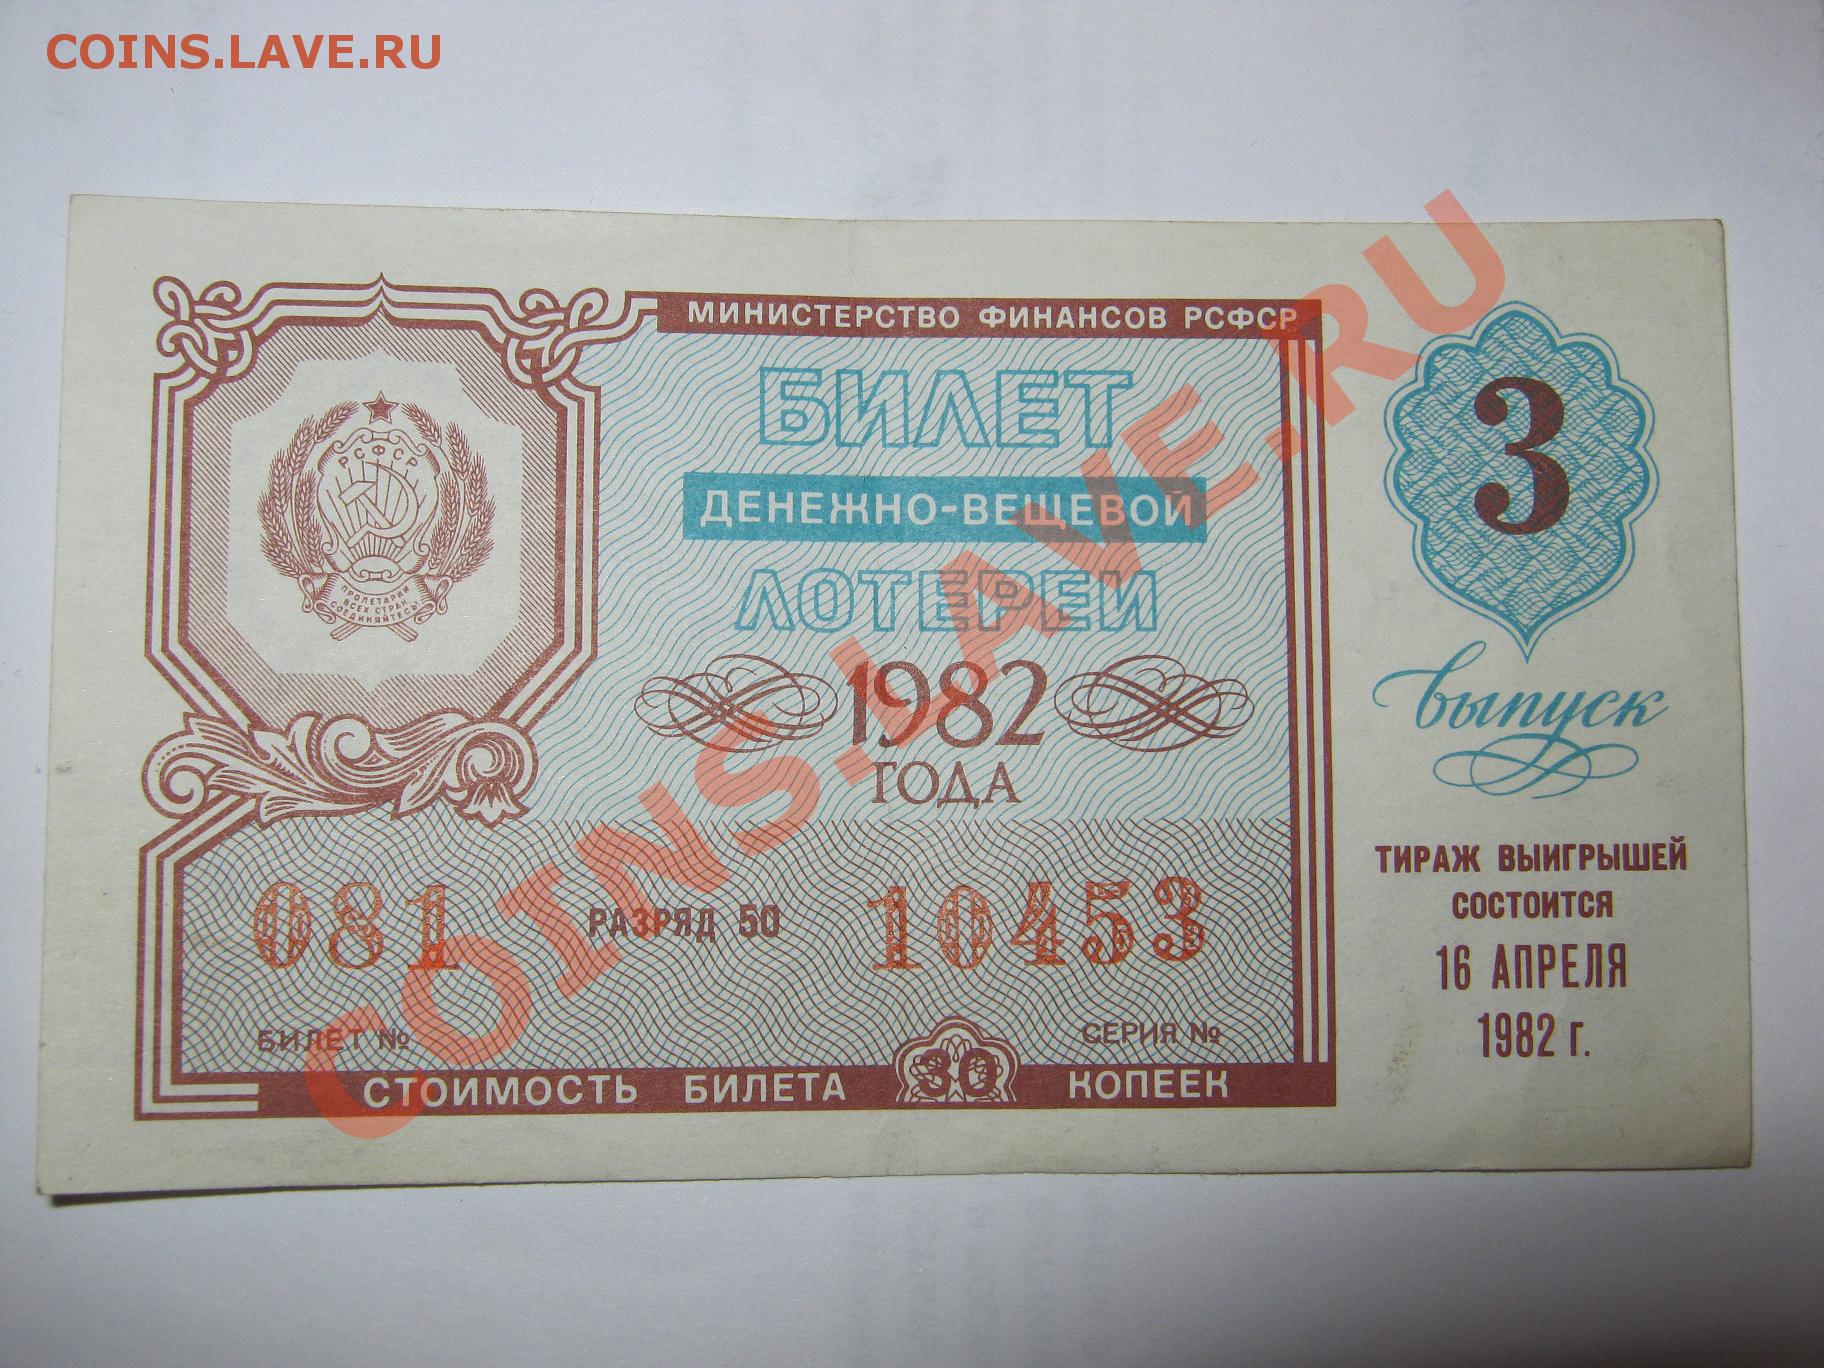 COINS.LAVE.RU
МИНИСТЕРСТВО ФИНАНСОВ РСФСР
БИЛЕТ
ДЕНЕЖНО-ВЕЩЕВОЙ
ЛОТЕРЕИ
1982
ГОДА
РСФСР
ПРОЛЕТАРИИ
ВСЕХ СТРАН,
СОЕДИНЯЙТЕСЬ!
3
выпуск
ТИРАЖ ВЫИГРЫШЕЙ
СОСТОИТСЯ
16 АПРЕЛЯ
1982 г.
081 РАЗРЯД 50 10453
БИЛЕТ № СЕРИЯ №
СТОИМОСТЬ БИЛЕТА 30 КОПЕЕК
COINS.LAVE.RU